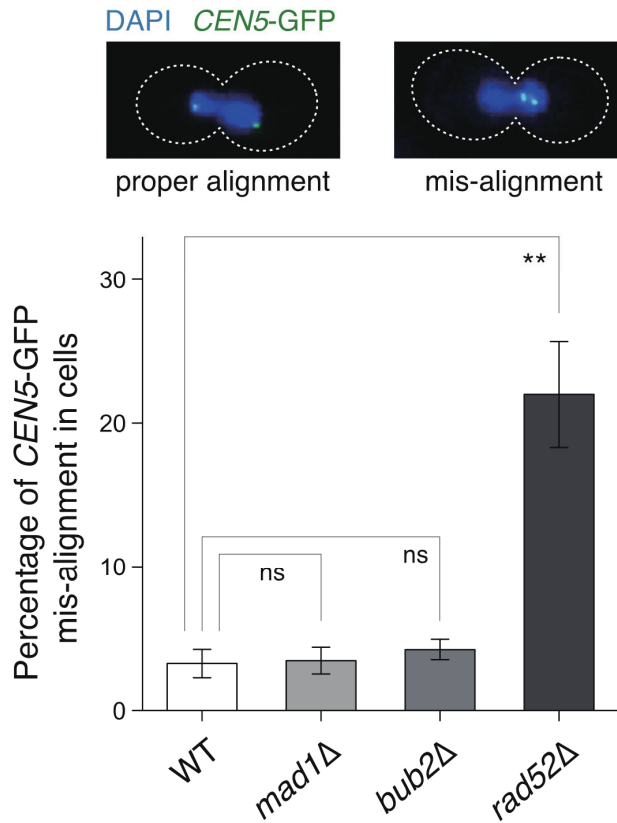 DAPI CEN5-GFP
proper alignment
mis-alignment
Percentage of CEN5-GFP
mis-alignment in cells
30
20
10
0
**
ns
ns
WT
mad1Δ
bub2Δ
rad52Δ